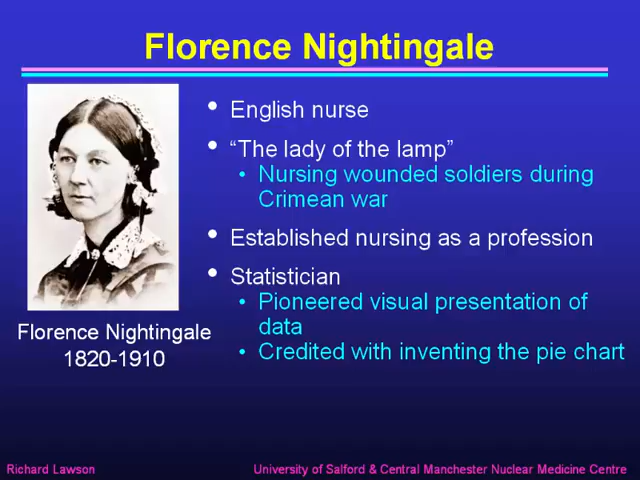 Florence Nightingale
• English nurse
• “The lady of the lamp”
• Nursing wounded soldiers during
Crimean war
• Established nursing as a profession
• Statistician
• Pioneered visual presentation of
data
• Credited with inventing the pie chart
Florence Nightingale
1820-1910
Richard Lawson
University of Salford & Central Manchester Nuclear Medicine Centre